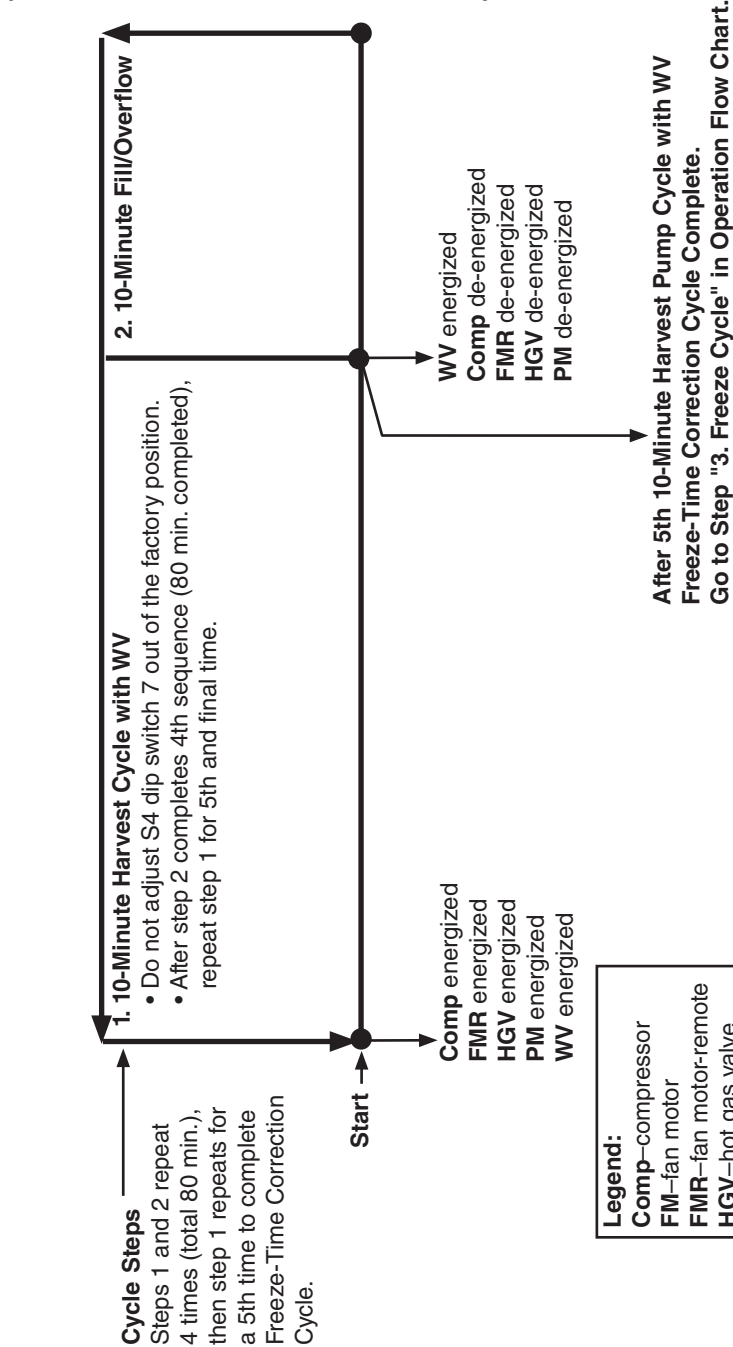 Cycle Steps
Steps 1 and 2 repeat
4 times (total 80 min.),
then step 1 repeats for
a 5th time to complete
Freeze-Time Correction
Cycle.
1. 10-Minute Harvest Cycle with WV
• Do not adjust S4 dip switch 7 out of the factory position.
• After step 2 completes 4th sequence (80 min. completed),
repeat step 1 for 5th and final time.
2. 10-Minute Fill/Overflow
Start
Comp energized
FMR energized
HGV energized
PM energized
WV energized
WV energized
Comp de-energized
FMR de-energized
HGV de-energized
PM de-energized
After 5th 10-Minute Harvest Pump Cycle with WV
Freeze-Time Correction Cycle Complete.
Go to Step "3. Freeze Cycle" in Operation Flow Chart.
Legend:
Comp–compressor
FM–fan motor
FMR–fan motor-remote
HGV–hot gas valve